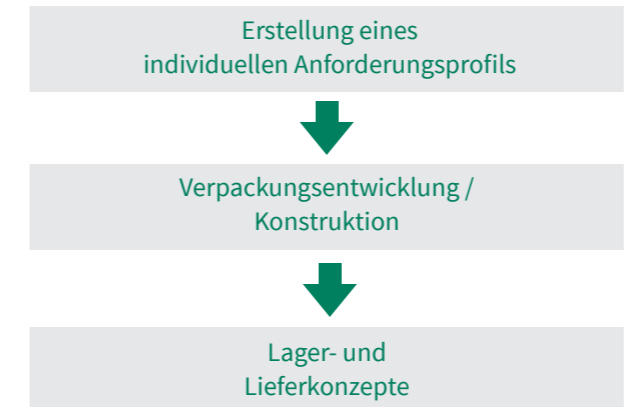 Erstellung eines
individuellen Anforderungsprofils
Verpackungsentwicklung /
Konstruktion
Lager- und
Lieferkonzepte